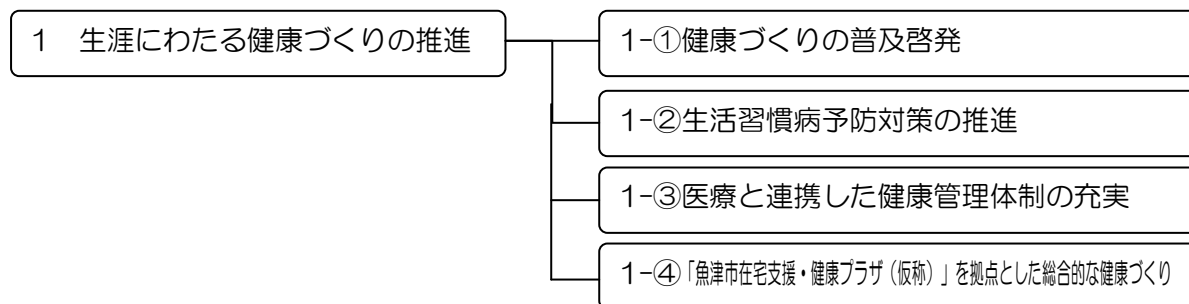 1　生涯にわたる健康づくりの推進
1-①健康づくりの普及啓発
1-②生活習慣病予防対策の推進
1-③医療と連携した健康管理体制の充実
1-④「魚津市在宅支援・健康プラザ（仮称）」を拠点とした総合的な健康づくり